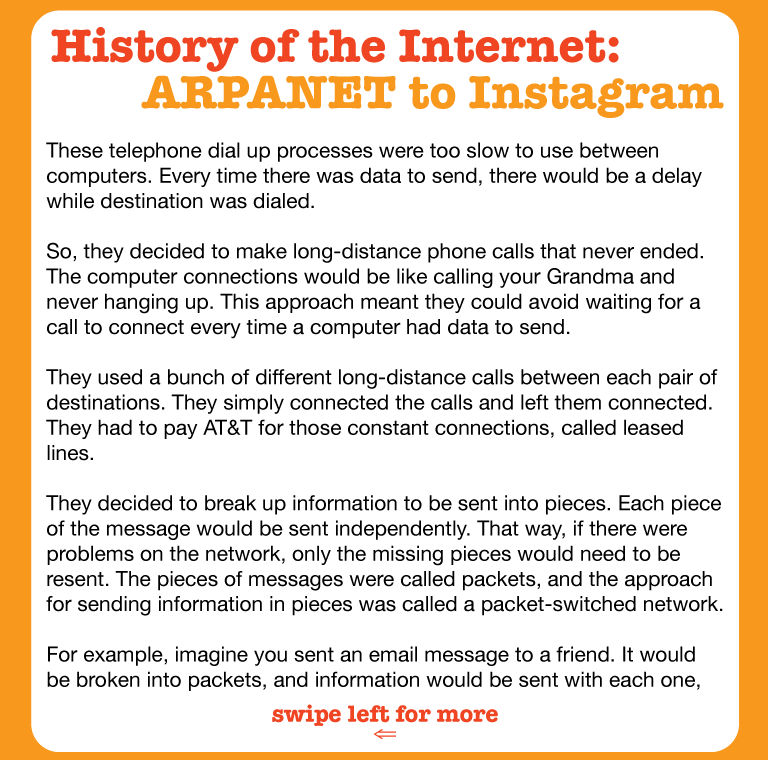 History of the Internet:
ARPANET to Instagram
These telephone dial up processes were too slow to use between
computers. Every time there was data to send, there would be a delay
while destination was dialed.
So, they decided to make long-distance phone calls that never ended.
The computer connections would be like calling your Grandma and
never hanging up. This approach meant they could avoid waiting for a
call to connect every time a computer had data to send.
They used a bunch of different long-distance calls between each pair of
destinations. They simply connected the calls and left them connected.
They had to pay AT&T for those constant connections, called leased
lines.
They decided to break up information to be sent into pieces. Each piece
of the message would be sent independently. That way, if there were
problems on the network, only the missing pieces would need to be
resent. The pieces of messages were called packets, and the approach
for sending information in pieces was called a packet-switched network.
For example, imagine you sent an email message to a friend. It would
be broken into packets, and information would be sent with each one,
swipe left for more
⇐